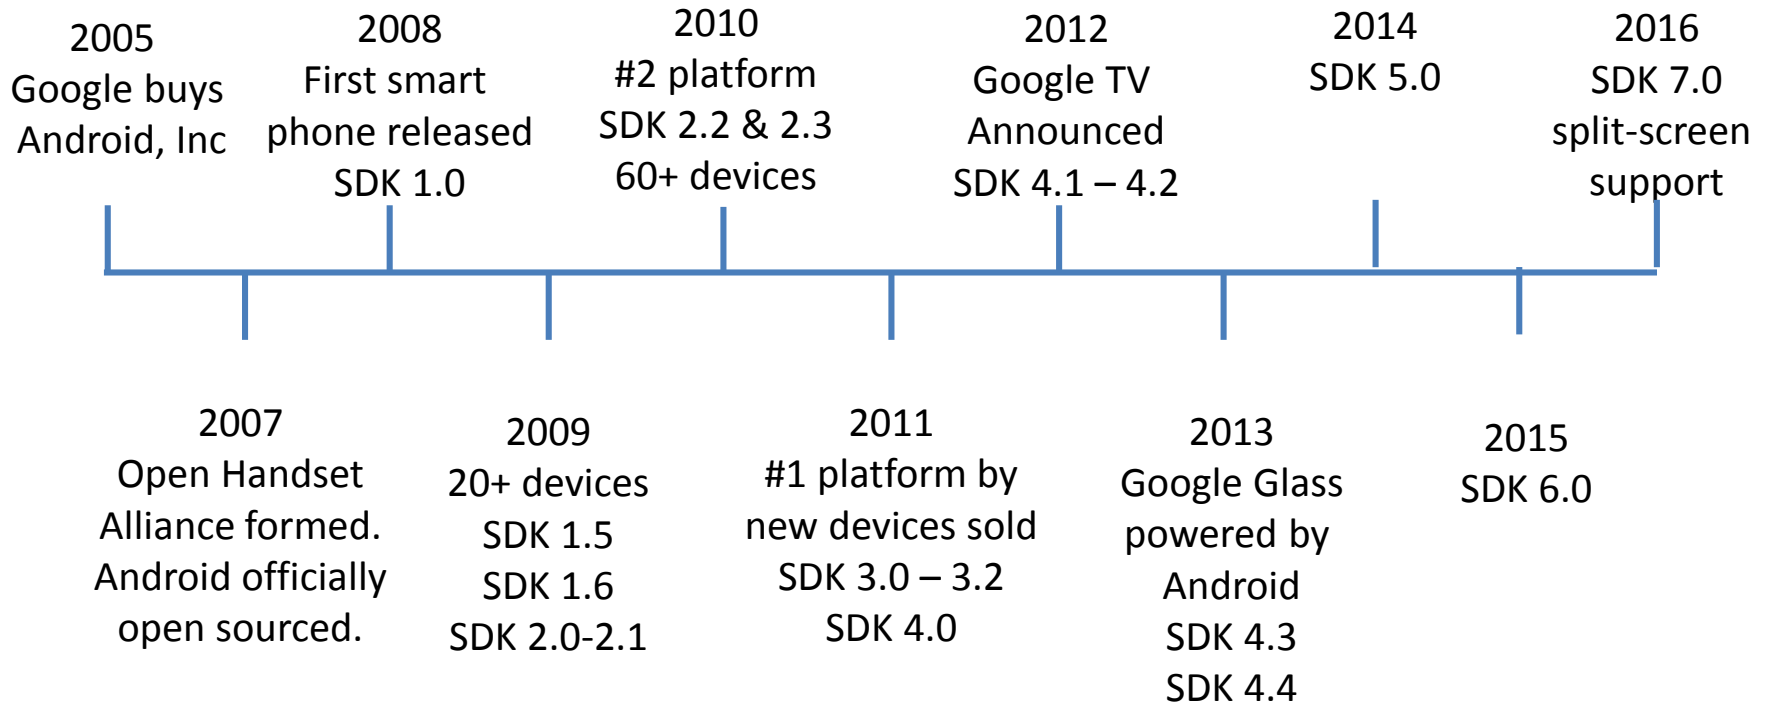 2005
Google buys
Android, Inc
2008
First smart
phone released
SDK 1.0
2010
#2 platform
SDK 2.2 & 2.3
60+ devices
2012
Google TV
Announced
SDK 4.1 – 4.2
2014
SDK 5.0
2016
SDK 7.0
split-screen
support
2007
Open Handset
Alliance formed.
Android officially
open sourced.
2009
20+ devices
SDK 1.5
SDK 1.6
SDK 2.0-2.1
2011
#1 platform by
new devices sold
SDK 3.0 – 3.2
SDK 4.0
2013
Google Glass
powered by
Android
SDK 4.3
SDK 4.4
2015
SDK 6.0